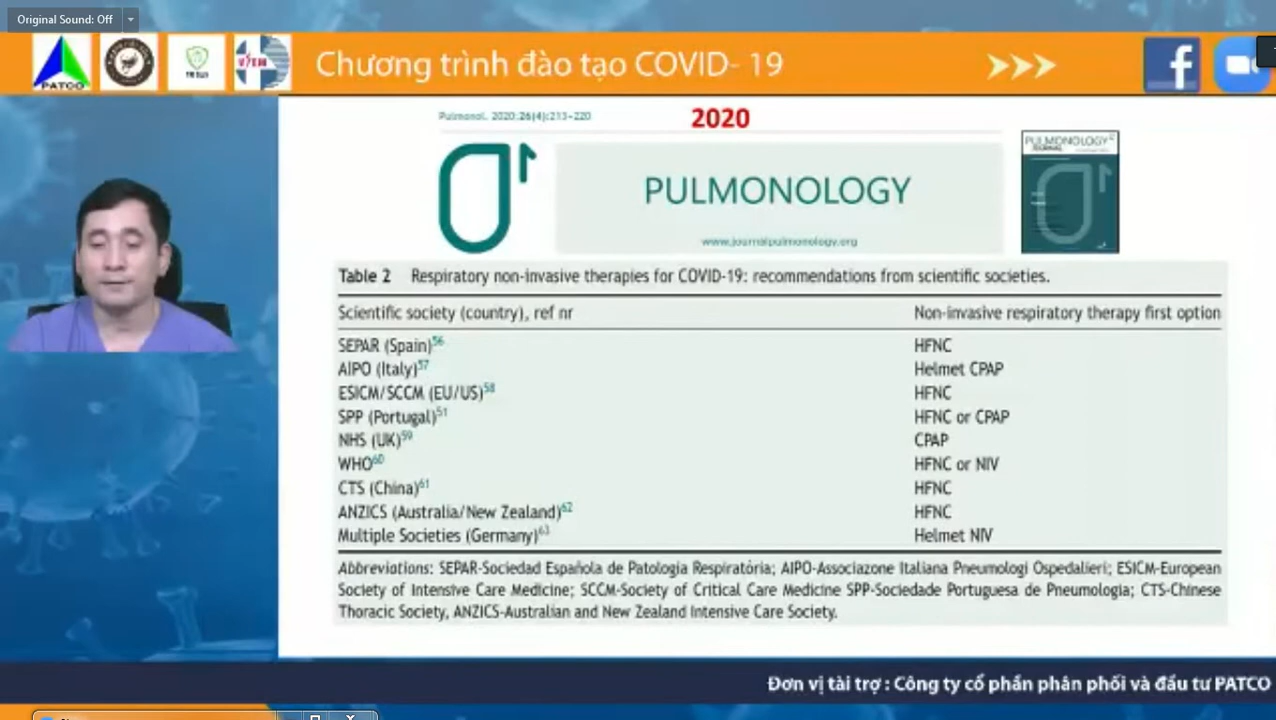 Original Sound: Off
PATCO
VSEM
Chương trình đào tạo COVID- 19
Pulmonol. 2020;26(4):213-220
2020
PULMONOLOGY
www.journalpulmonology.org
PULMONOLOGY
JOURNAL
Table 2 Respiratory non-invasive therapies for COVID-19: recommendations from scientific societies.
Scientific society (country), ref nr Non-invasive respiratory therapy first option
SEPAR (Spain)56 HFNC
AIPO (Italy)57 Helmet CPAP
ESICM/SCCM (EU/US)58 HFNC
SPP (Portugal)51 HFNC or CPAP
NHS (UK)59 CPAP
WHO60 HFNC or NIV
CTS (China)61 HFNC
ANZICS (Australia/New Zealand)62 HFNC
Multiple Societies (Germany)63 Helmet NIV
Abbreviations: SEPAR-Sociedad Española de Patologia Respiratória; AIPO-Associazone Italiana Pneumologi Ospedalieri; ESICM-European
Society of Intensive Care Medicine; SCCM-Society of Critical Care Medicine SPP-Sociedade Portuguesa de Pneumologia; CTS-Chinese
Thoracic Society, ANZICS-Australian and New Zealand Intensive Care Society.
Đơn vị tài trợ : Công ty cổ phần phân phối và đầu tư PATCO